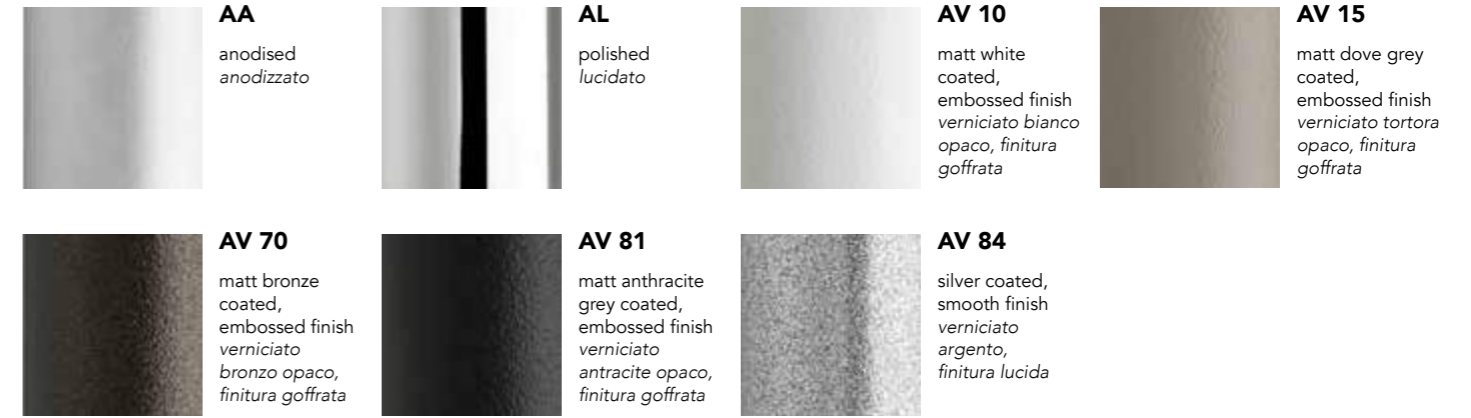 AA
anodised
anodizzato
AL
polished
lucidato
AV 10
matt white
coated,
embossed finish
verniciato bianco
opaco, finitura
goffrata
AV 15
matt dove grey
coated,
embossed finish
verniciato tortora
opaco, finitura
goffrata
AV 70
matt bronze
coated,
embossed finish
verniciato
bronzo opaco,
finitura goffrata
AV 81
matt anthracite
grey coated,
embossed finish
verniciato
antracite opaco,
finitura goffrata
AV 84
silver coated,
smooth finish
verniciato
argento,
finitura lucida